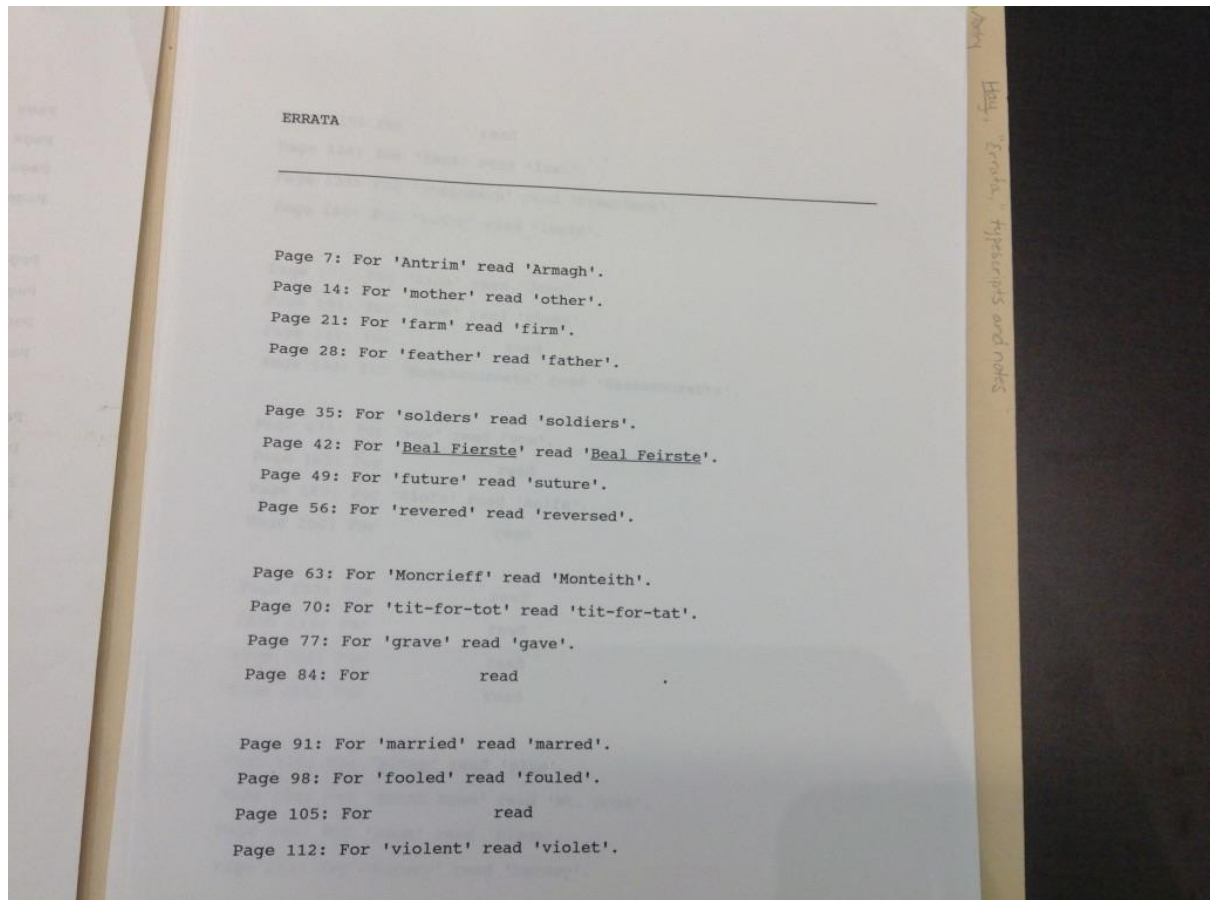 ERRATA
Page 7: For 'Antrim' read 'Armagh'.
Page 14: For 'mother' read 'other'.
Page 21: For 'farm' read 'firm'.
Page 28: For 'feather' read 'father'.
Page 35: For 'solders' read 'soldiers'.
Page 42: For 'Beal Fierste' read 'Beal Feirste'.
Page 49: For 'future' read 'suture'.
Page 56: For 'revered' read 'reversed'.
Page 63: For 'Moncrieff' read 'Monteith'.
Page 70: For 'tit-for-tot' read 'tit-for-tat'.
Page 77: For 'grave' read 'gave'.
Page 84: For read .
Page 91: For 'married' read 'marred'.
Page 98: For 'fooled' read 'fouled'.
Page 105: For read
Page 112: For 'violent' read 'violet'.
Hay, "Errata," typescripts and notes